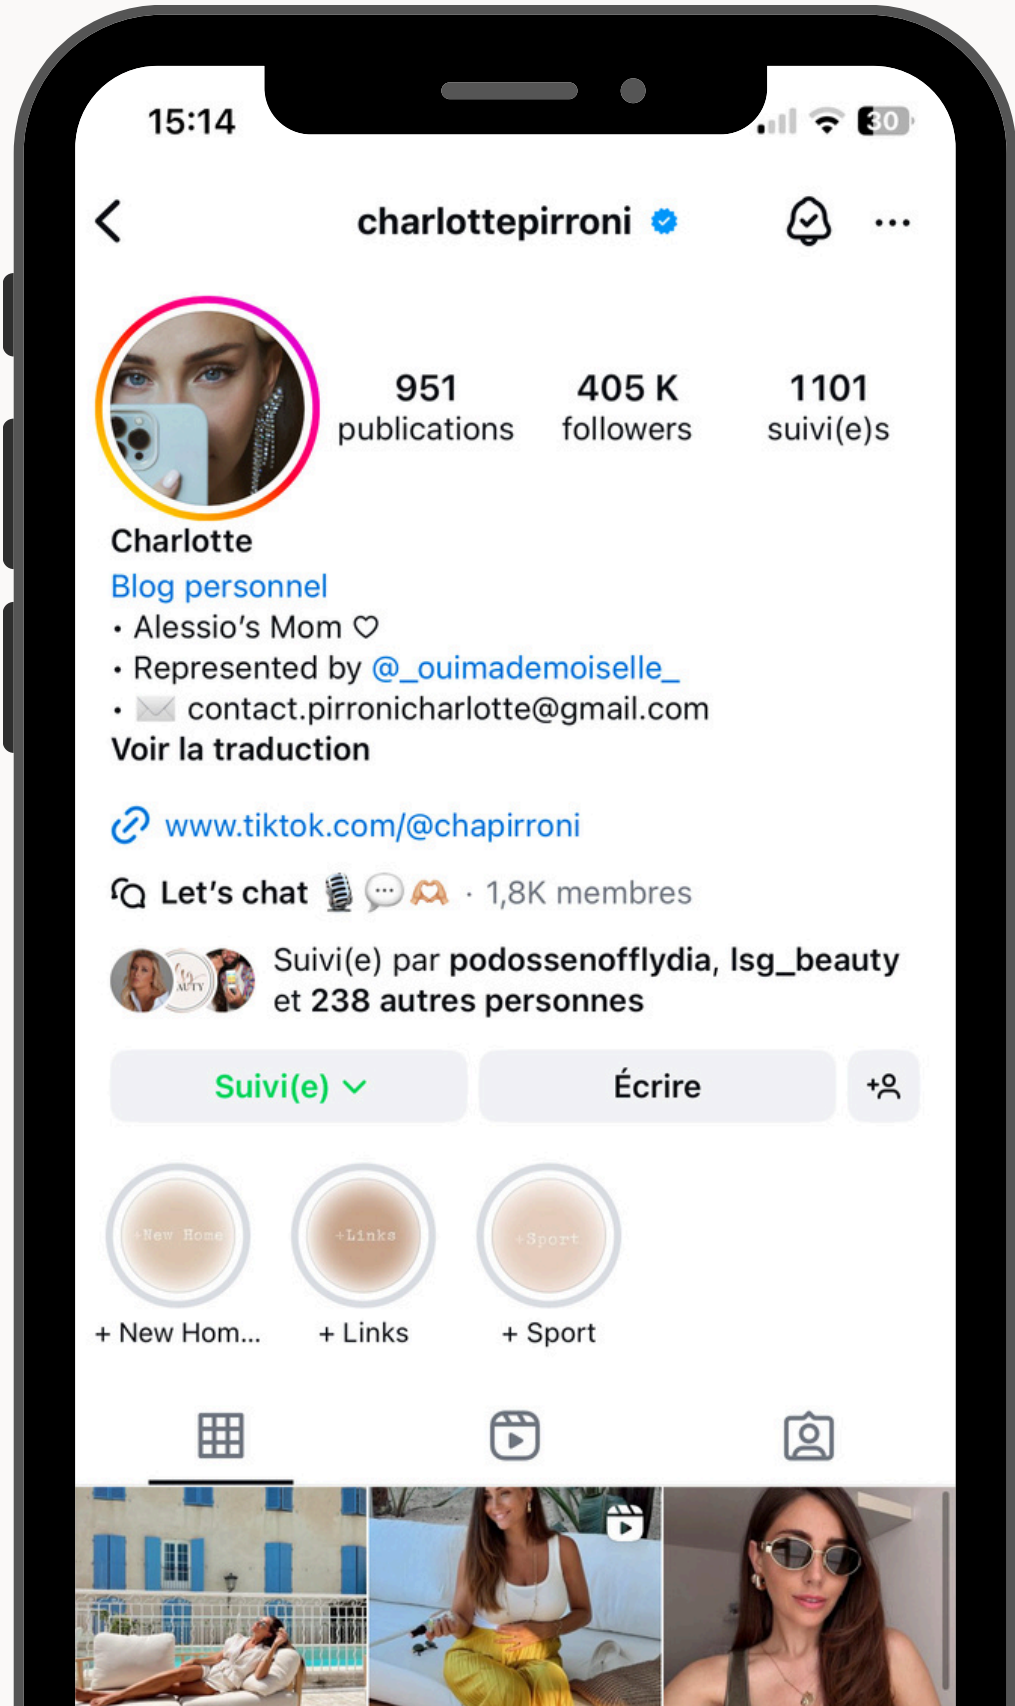 15:14
30
charlottepirroni
951
publications
405 K
followers
1101
suivi(e)s
Charlotte
Blog personnel
• Alessio's Mom ♡
• Represented by @_ouimademoiselle_
• ✉️ contact.pirronicharlotte@gmail.com
Voir la traduction
www.tiktok.com/@chapirroni
Let's chat 🎙️💬🫶🏼 · 1,8K membres
Suivi(e) par podossenofflydia, lsg_beauty
et 238 autres personnes
Suivi(e)
Écrire
+New Home
+Links
+Sport
+ New Hom...
+ Links
+ Sport